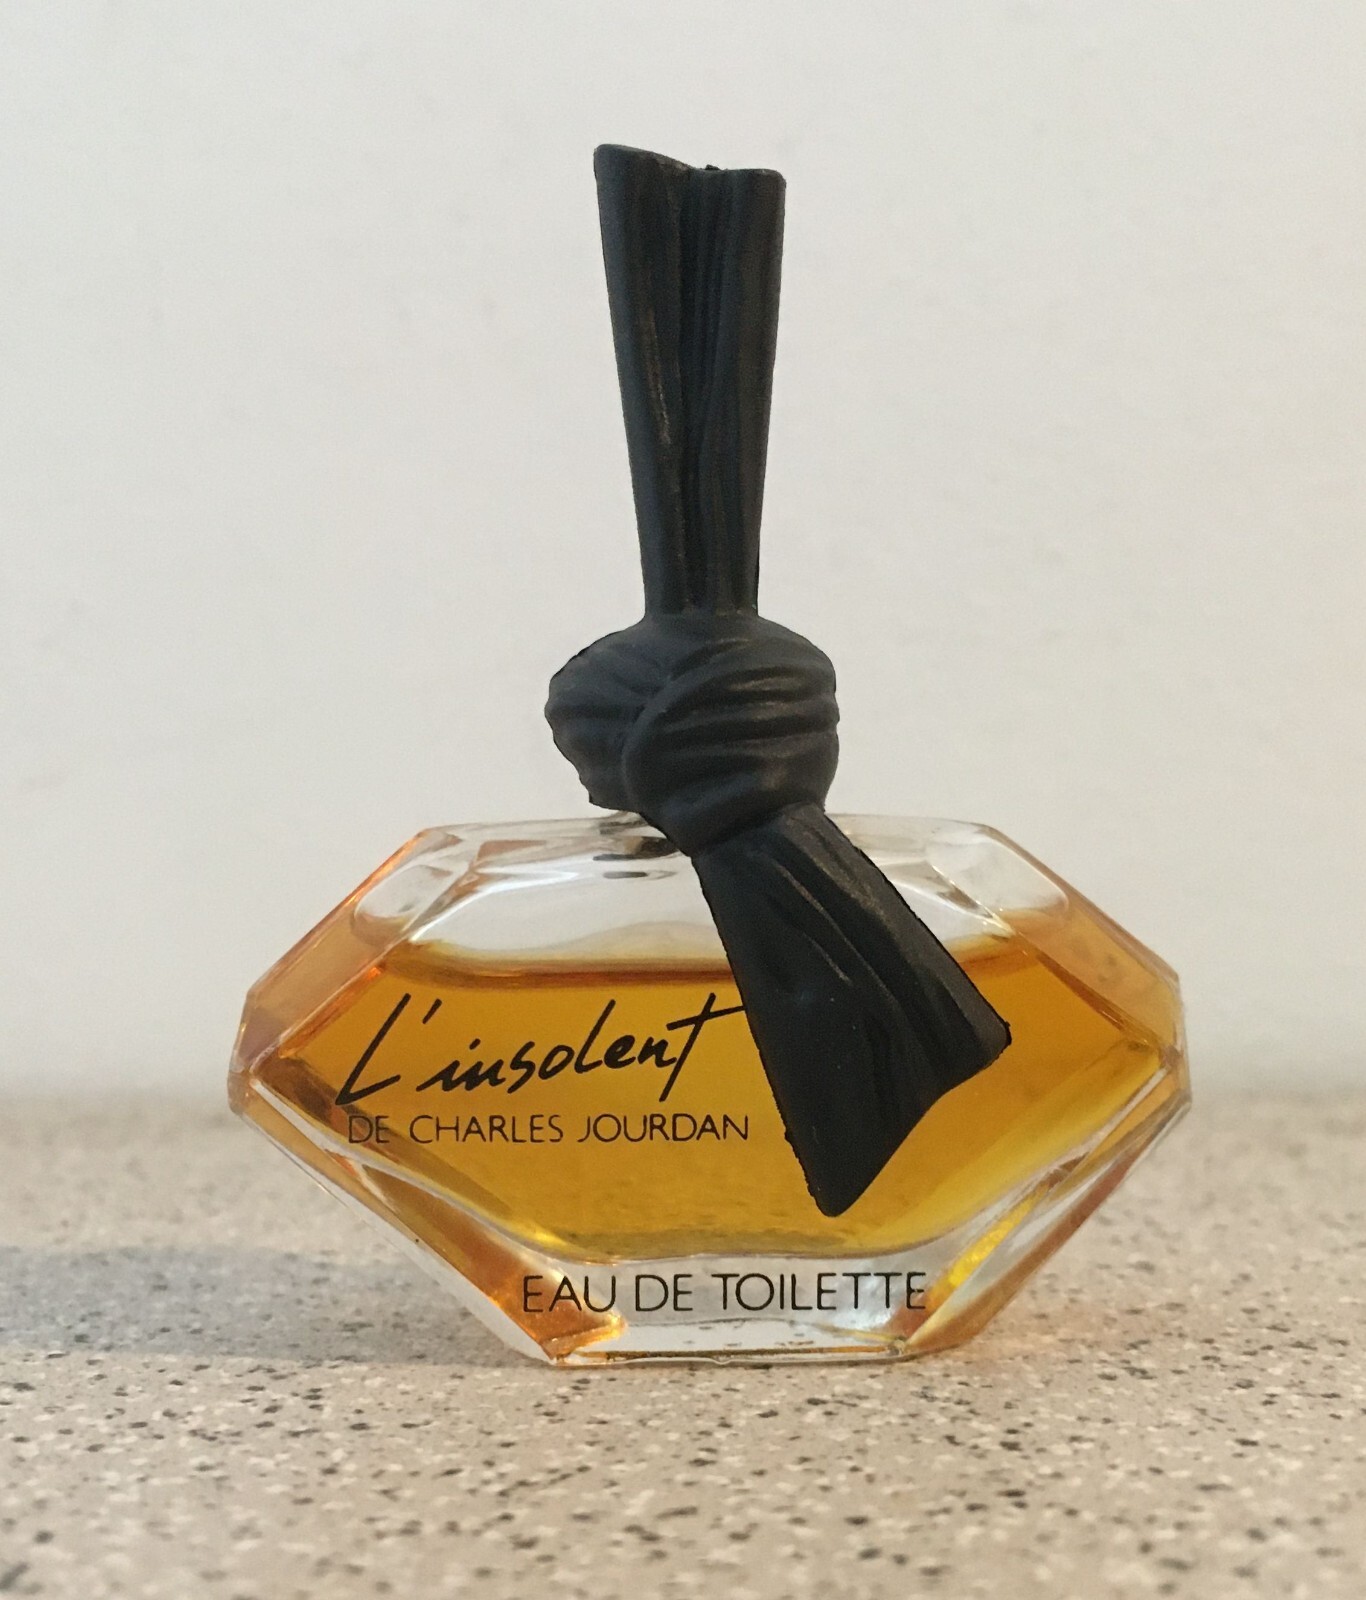 L'insolent
DE CHARLES JOURDAN
EAU DE TOILETTE